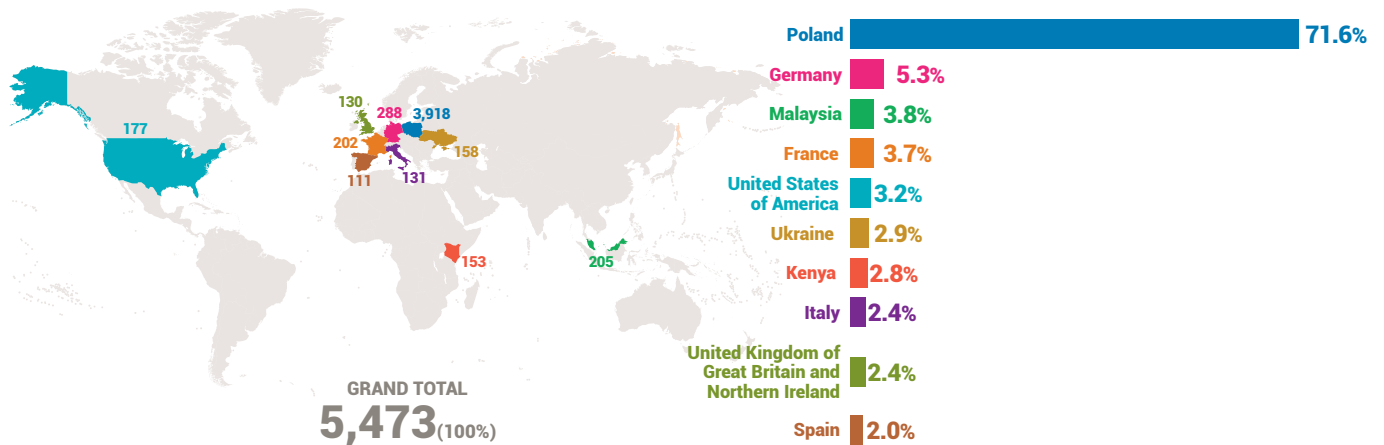 177
130
288
3,918
202
158
111
131
153
205
GRAND TOTAL
5,473(100%)
Poland 71.6%
Germany 5.3%
Malaysia 3.8%
France 3.7%
United States
of America 3.2%
Ukraine 2.9%
Kenya 2.8%
Italy 2.4%
United Kingdom of
Great Britain and 2.4%
Northern Ireland
Spain 2.0%